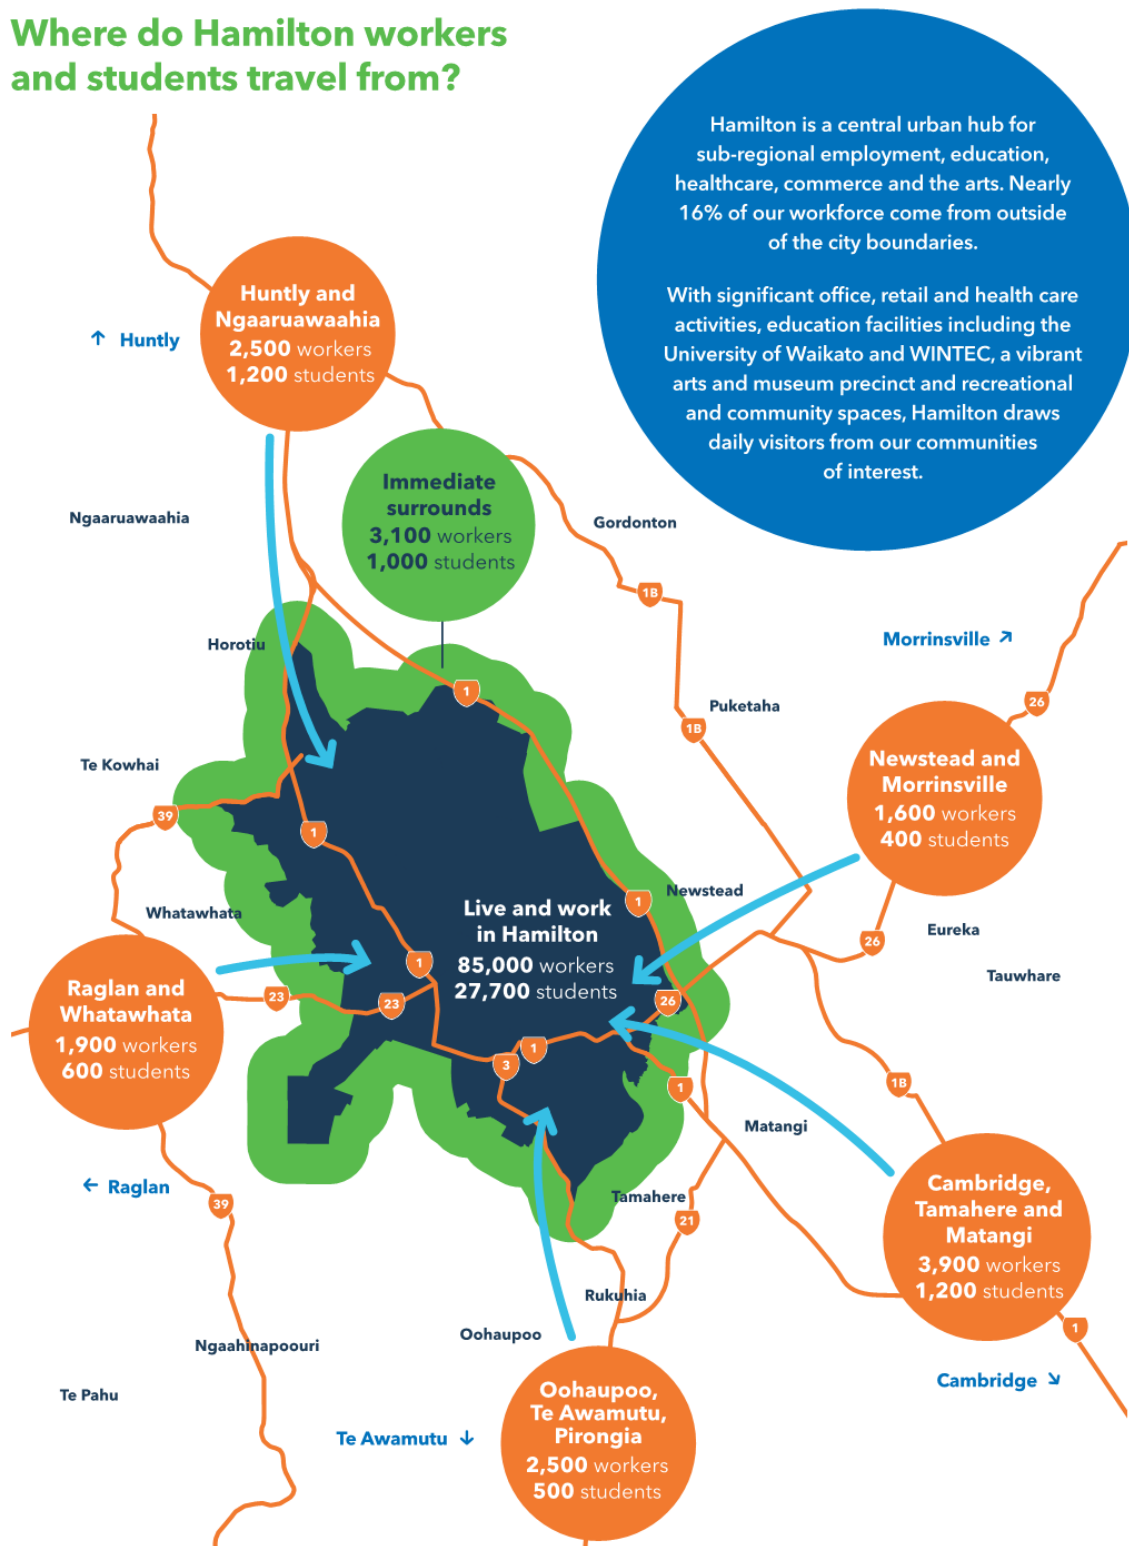 Where do Hamilton workers
and students travel from?
Hamilton is a central urban hub for
sub-regional employment, education,
healthcare, commerce and the arts. Nearly
16% of our workforce come from outside
of the city boundaries.
With significant office, retail and health care
activities, education facilities including the
University of Waikato and WINTEC, a vibrant
arts and museum precinct and recreational
and community spaces, Hamilton draws
daily visitors from our communities
of interest.
Huntly and
Ngaaruawaahia
2,500 workers
1,200 students
↑ Huntly
Immediate
surrounds
3,100 workers
1,000 students
Ngaaruawaahia
Gordonton
1B
Horotiu
Morrinsville ↗
1
26
Puketaha
1B
Te Kowhai
Newstead and
Morrinsville
1,600 workers
400 students
39
1
Newstead
1
Whatawhata
Live and work
in Hamilton
85,000 workers
27,700 students
Eureka
26
Tauwhare
1
Raglan and
Whatawhata
1,900 workers
600 students
23
23
26
1
3
1
1B
Matangi
← Raglan
39
Tamahere
21
Cambridge,
Tamahere and
Matangi
3,900 workers
1,200 students
Rukuhia
1
Oohaupoo
Ngaahinapoouri
Cambridge ↘
Te Pahu
Oohaupoo,
Te Awamutu,
Pirongia
2,500 workers
500 students
Te Awamutu ↓